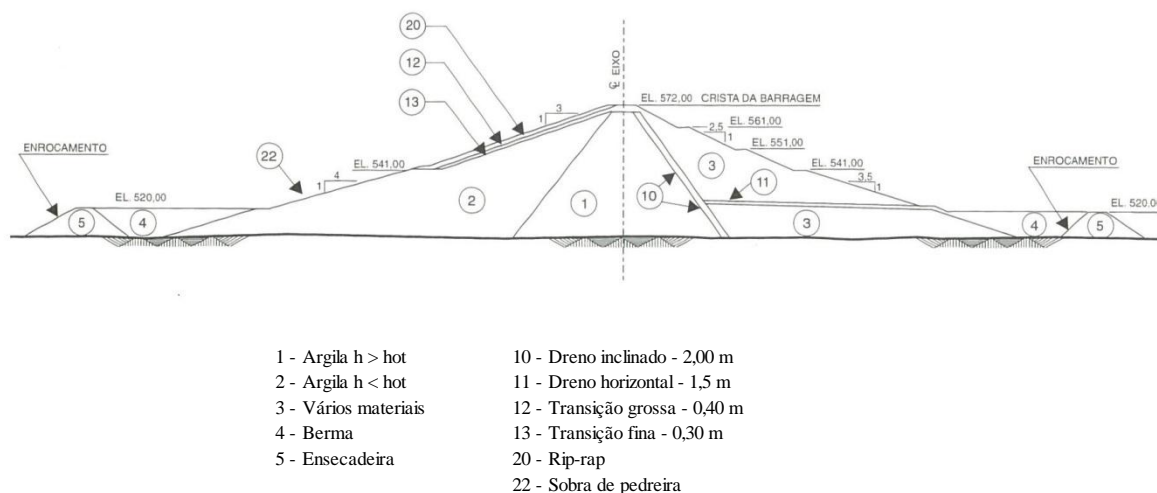 20
12
13
℄ EIXO
EL. 572,00 CRISTA DA BARRAGEM
3
1
2,5
1
EL. 561,00
EL. 551,00
3
ENROCAMENTO
22
EL. 541,00
4
1
EL. 541,00
3,5
1
ENROCAMENTO
EL. 520,00
2
1
10
11
EL. 520,00
5
4
3
4
5
1 - Argila h > hot
2 - Argila h < hot
3 - Vários materiais
4 - Berma
5 - Ensecadeira
10 - Dreno inclinado - 2,00 m
11 - Dreno horizontal - 1,5 m
12 - Transição grossa - 0,40 m
13 - Transição fina - 0,30 m
20 - Rip-rap
22 - Sobra de pedreira